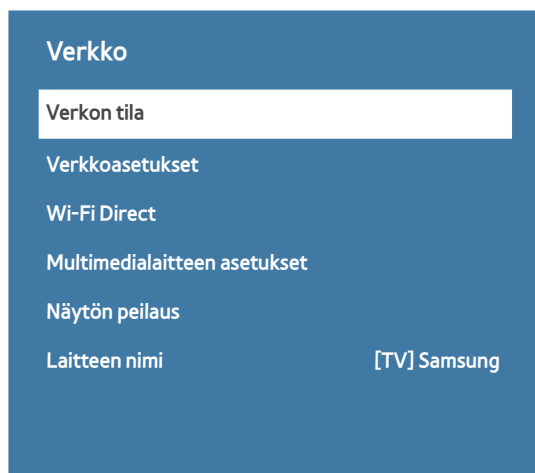 Verkko
Verkon tila
Verkkoasetukset
Wi-Fi Direct
Multimedialaitteen asetukset
Näytön peilaus
Laitteen nimi [TV] Samsung